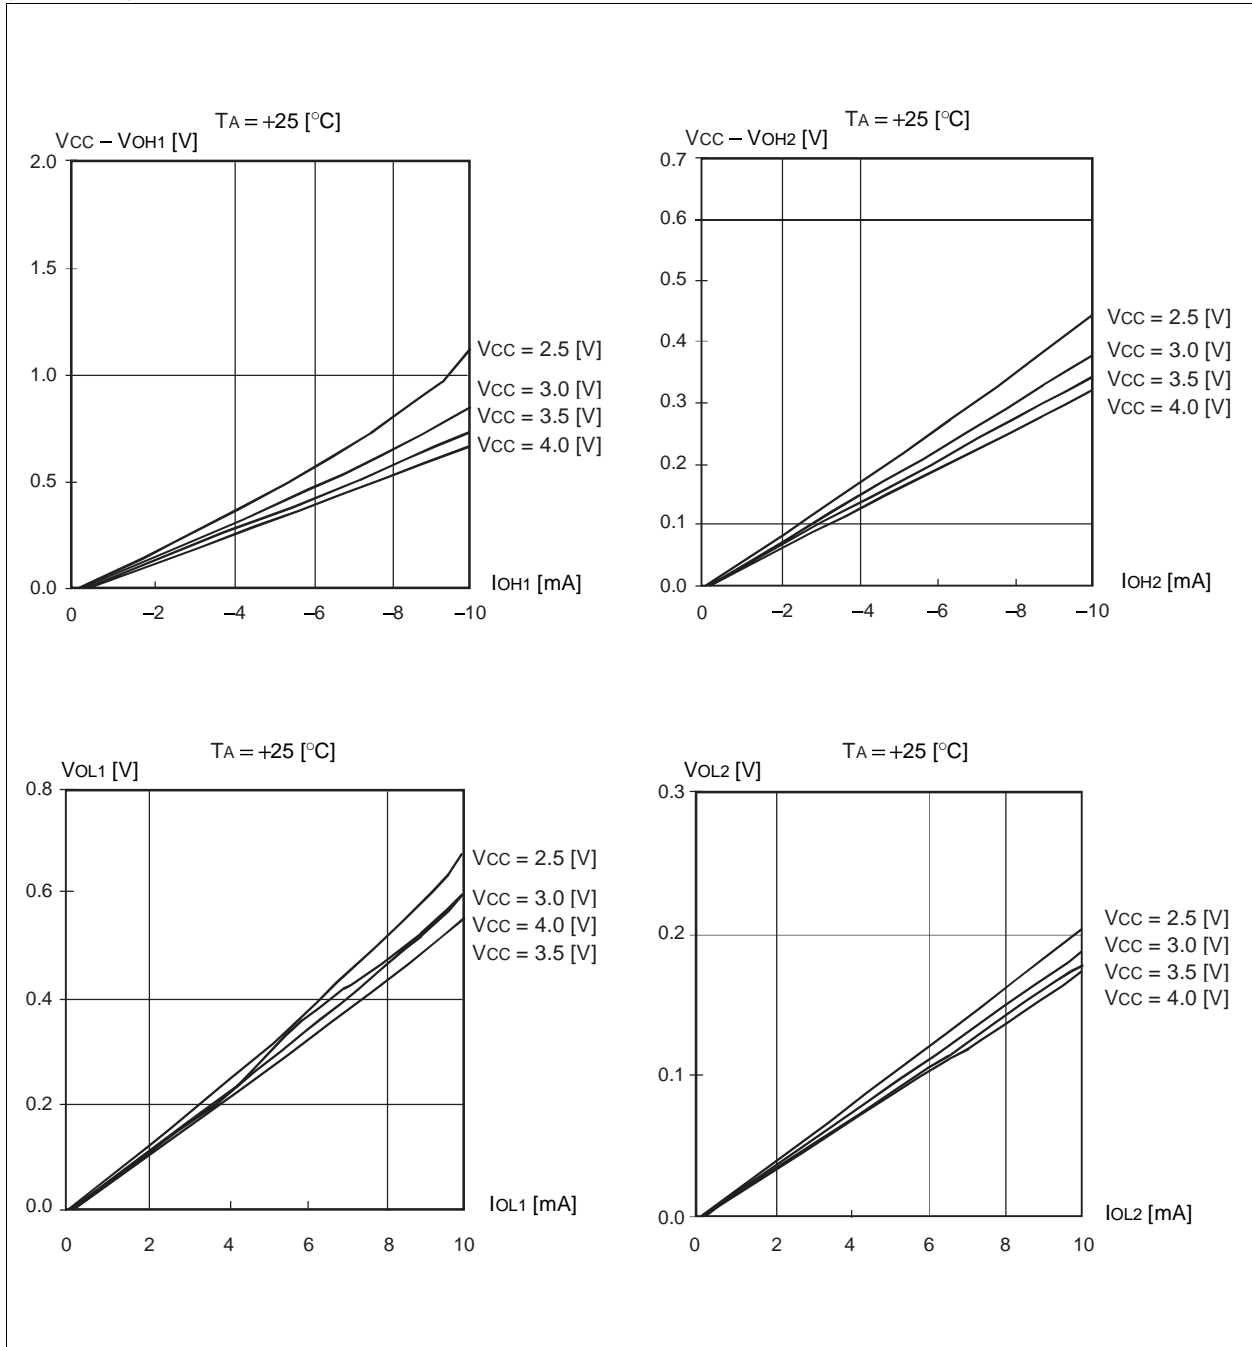 TA = +25 [°C]
VCC – VOH1 [V]
2.0
1.5
1.0
0.5
0.0
VCC = 2.5 [V]
VCC = 3.0 [V]
VCC = 3.5 [V]
VCC = 4.0 [V]
IOH1 [mA]
0 –2 –4 –6 –8 –10
TA = +25 [°C]
VCC – VOH2 [V]
0.7
0.6
0.5
0.4
0.3
0.2
0.1
0.0
VCC = 2.5 [V]
VCC = 3.0 [V]
VCC = 3.5 [V]
VCC = 4.0 [V]
IOH2 [mA]
0 –2 –4 –6 –8 –10
TA = +25 [°C]
VOL1 [V]
0.8
0.6
0.4
0.2
0.0
VCC = 2.5 [V]
VCC = 3.0 [V]
VCC = 4.0 [V]
VCC = 3.5 [V]
IOL1 [mA]
0 2 4 6 8 10
TA = +25 [°C]
VOL2 [V]
0.3
0.2
0.1
0.0
VCC = 2.5 [V]
VCC = 3.0 [V]
VCC = 3.5 [V]
VCC = 4.0 [V]
IOL2 [mA]
0 2 4 6 8 10